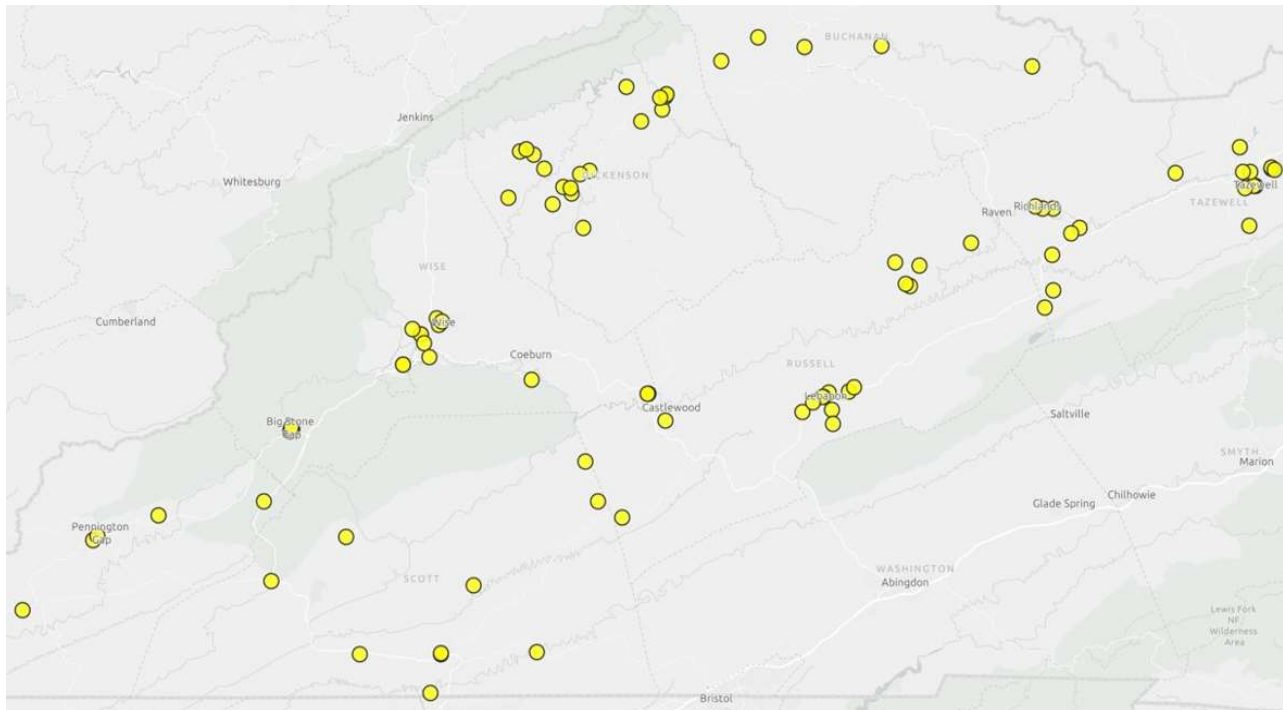 BUCHANAN
Jenkins
Whitesburg
DICKENSON
Tazewell
TAZEWELL
Richlands
Raven
WISE
Cumberland
Wise
Coeburn
RUSSELL
Lebanon
Castlewood
Saltville
Big Stone
Gap
SMYTH
Marion
Chilhowie
Glade Spring
Pennington
Gap
WASHINGTON
Abingdon
SCOTT
Lewis Fork
NF
Wilderness
Area
Bristol